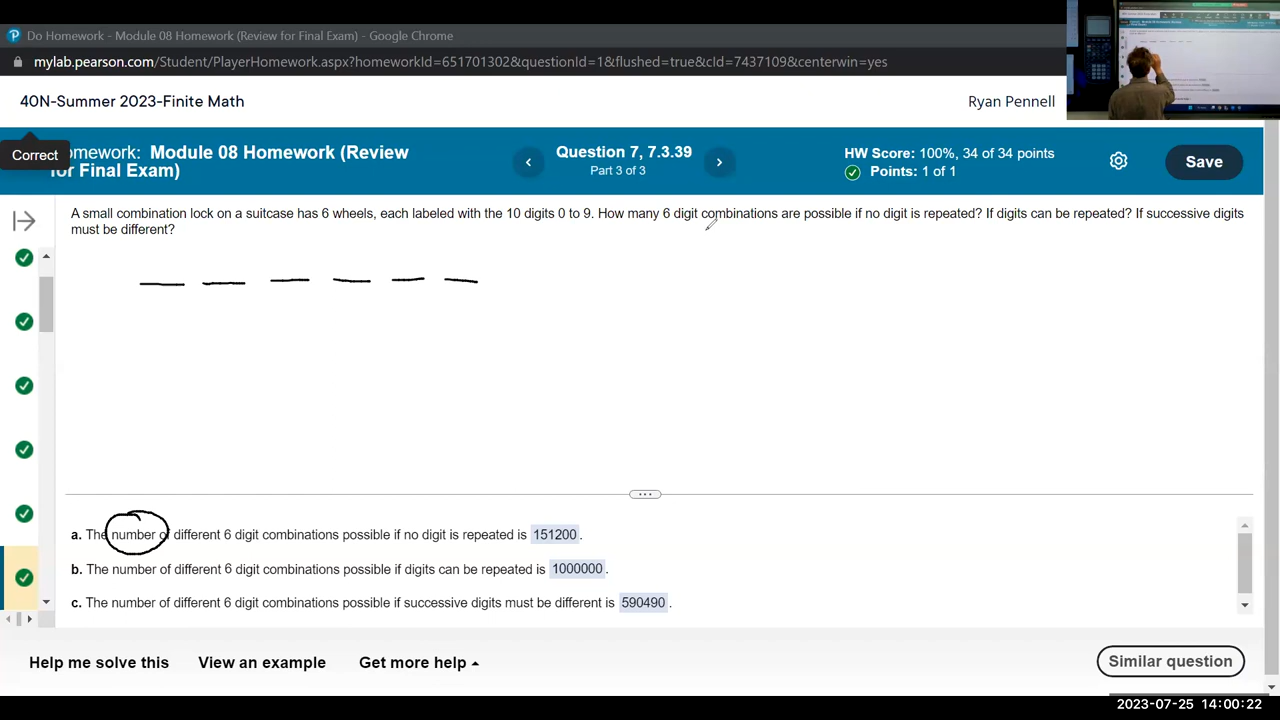 Do Homework - Module 08 Homework (Review for Final Exam) - Google C
mylab.pearson.com/Student/PlayerHomework.aspx?homeworkId=651701302&questionId=1&flushed=true&cId=7437109&centerwin=yes
40N-Summer 2023-Finite Math
Ryan Pennell
Correct
omework: Module 08 Homework (Review
for Final Exam)
Question 7, 7.3.39
Part 3 of 3
HW Score: 100%, 34 of 34 points
Points: 1 of 1
Save
A small combination lock on a suitcase has 6 wheels, each labeled with the 10 digits 0 to 9. How many 6 digit combinations are possible if no digit is repeated? If digits can be repeated? If successive digits
must be different?
a. The number of different 6 digit combinations possible if no digit is repeated is 151200.
b. The number of different 6 digit combinations possible if digits can be repeated is 1000000.
c. The number of different 6 digit combinations possible if successive digits must be different is 590490.
Help me solve this
View an example
Get more help
Similar question
2023-07-25 14:00:22